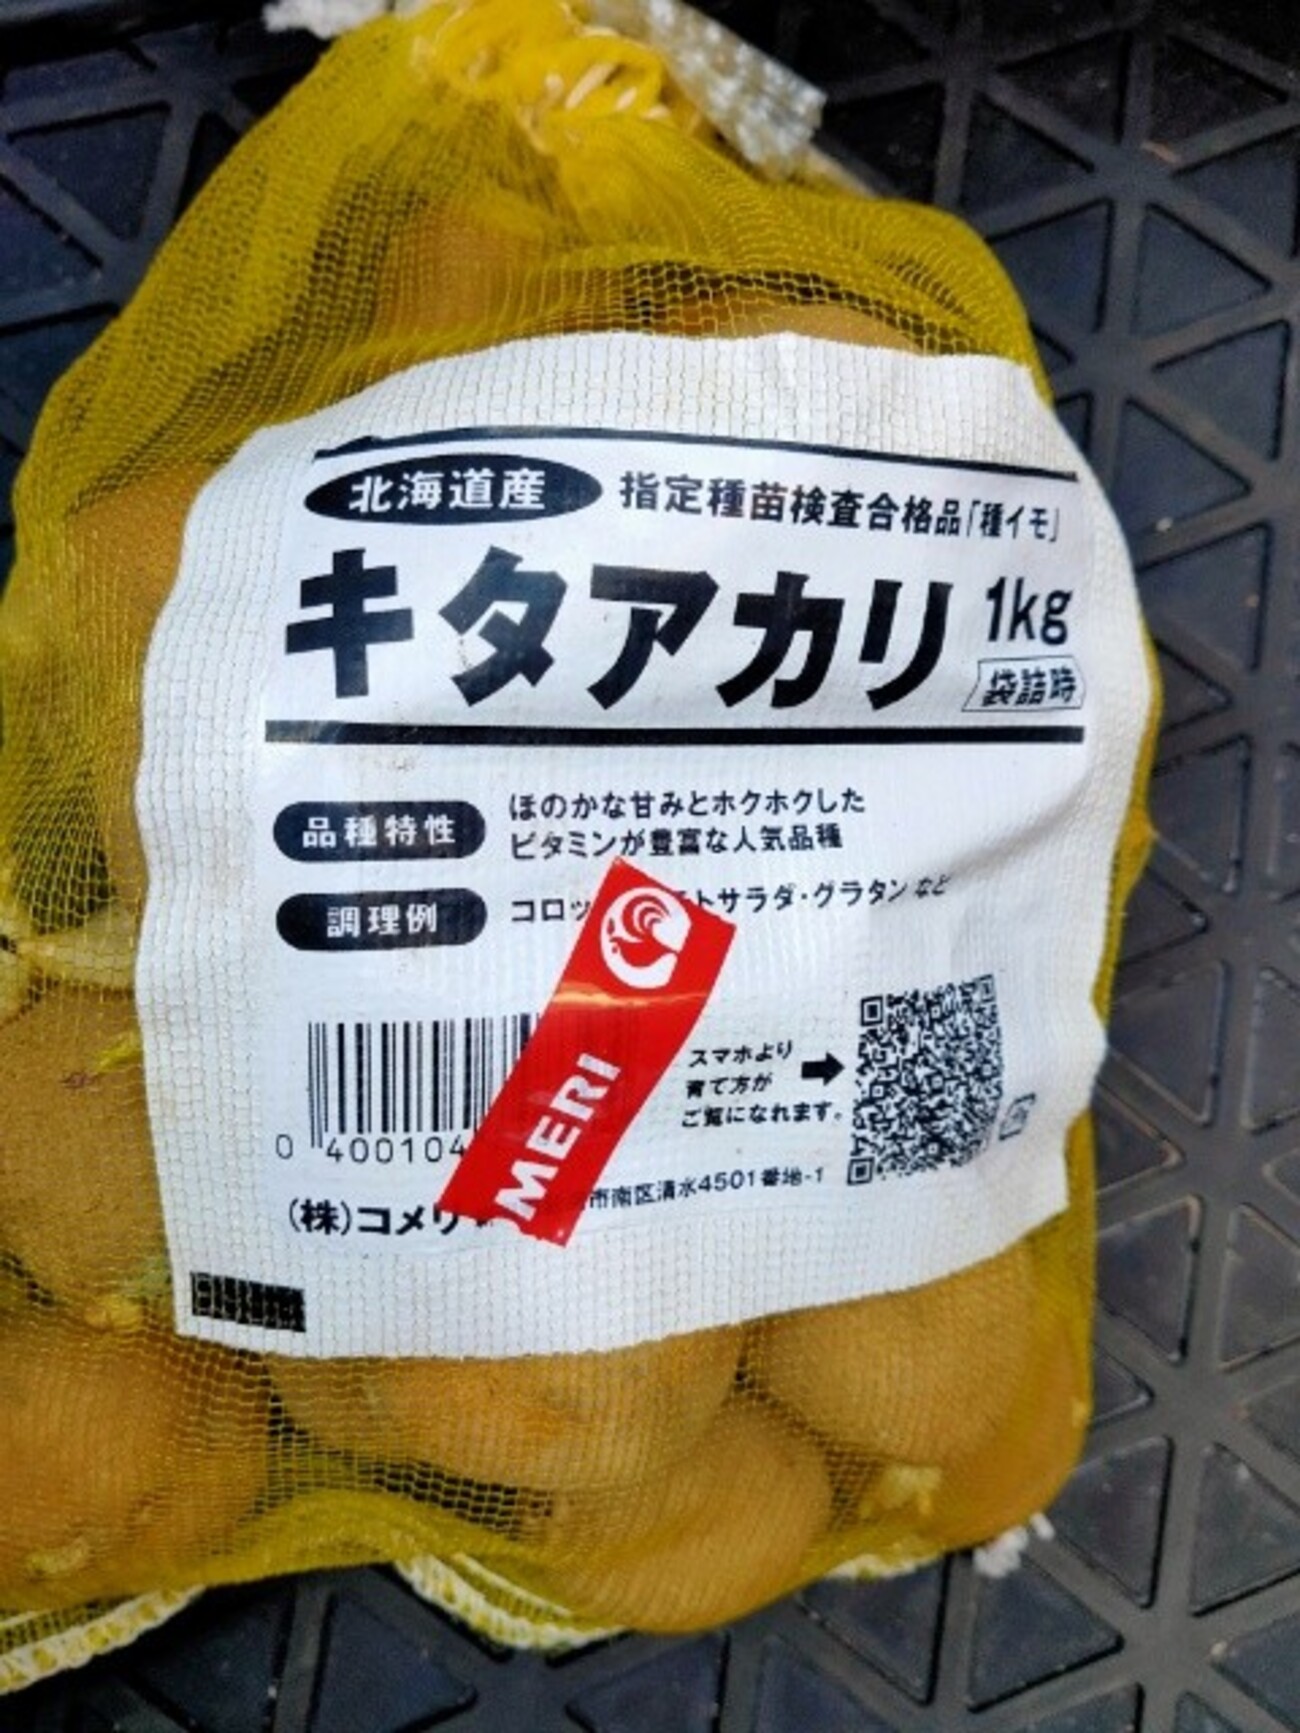 北海道産 指定種苗検査合格品「種イモ」
キタアカリ 1kg
袋詰時
品種特性 ほのかな甘みとホクホクした
ビタミンが豊富な人気品種
調理例 コロッ トサラダ・グラタン など
スマホより
育て方が
ご覧になれます。
0 400104
MERI
(株)コメリ 市南区清水4501番地-1